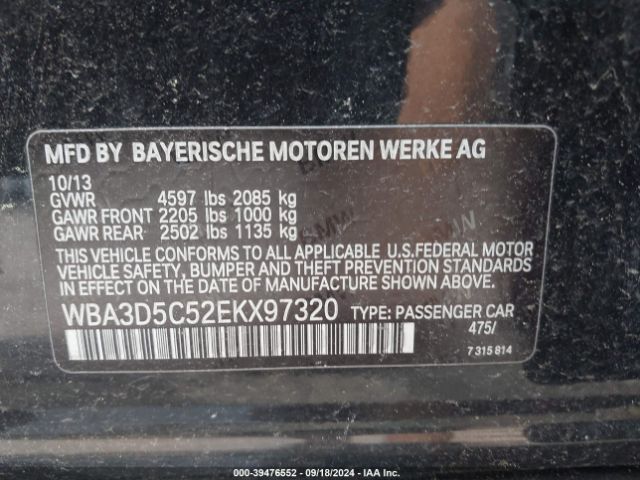 MFD BY BAYERISCHE MOTOREN WERKE AG
10/13
GVWR 4597 lbs 2085 kg
GAWR FRONT 2205 lbs 1000 kg
GAWR REAR 2502 lbs 1135 kg
THIS VEHICLE CONFORMS TO ALL APPLICABLE U.S.FEDERAL MOTOR
VEHICLE SAFETY, BUMPER AND THEFT PREVENTION
STANDARDS IN EFFECT ON THE DATE OF MANUFACTURE SHOWN ABOVE.
WBA3D5C52EKX97320 TYPE: PASSENGER CAR
475/
7 315 814
000-39476552 - 09/18/2024 - IAAI.com